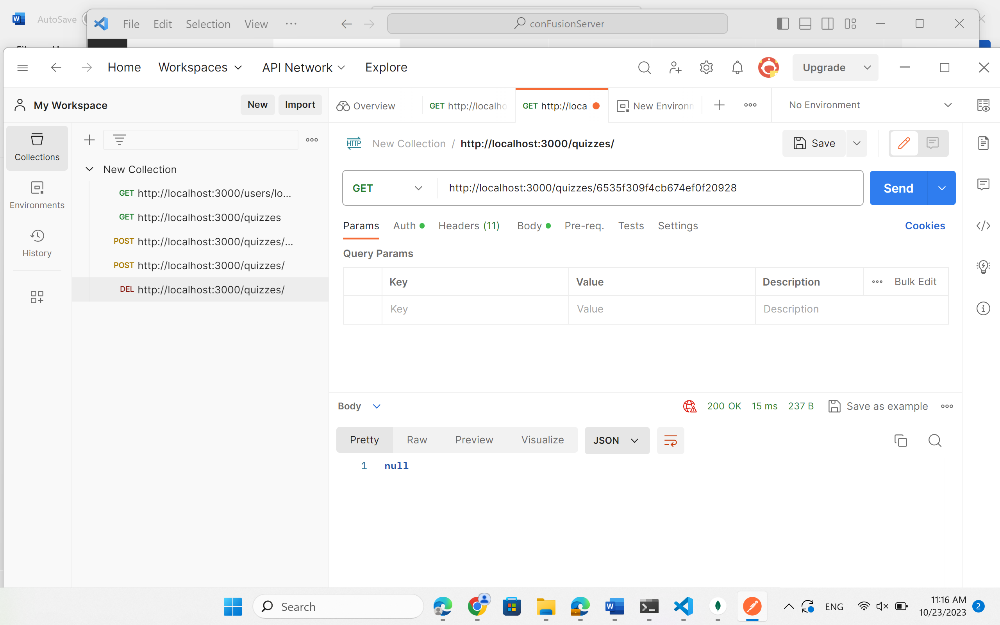 AutoSave
File Edit Selection View ...
conFusionServer
Home Workspaces API Network Explore
Upgrade
My Workspace New Import
Overview GET http://localho GET http://loca New Environm
No Environment
Collections
Environments
History
New Collection
GET http://localhost:3000/users/lo...
GET http://localhost:3000/quizzes
POST http://localhost:3000/quizzes/...
POST http://localhost:3000/quizzes/
DEL http://localhost:3000/quizzes/
HTTP New Collection / http://localhost:3000/quizzes/
Save
GET http://localhost:3000/quizzes/6535f309f4cb674ef0f20928
Send
Params Auth Headers (11) Body Pre-req. Tests Settings Cookies
Query Params
Key Value Description Bulk Edit
Key Value Description
Body 200 OK 15 ms 237 B Save as example
Pretty Raw Preview Visualize JSON
1 null
Search
ENG
11:16 AM
10/23/2023
2